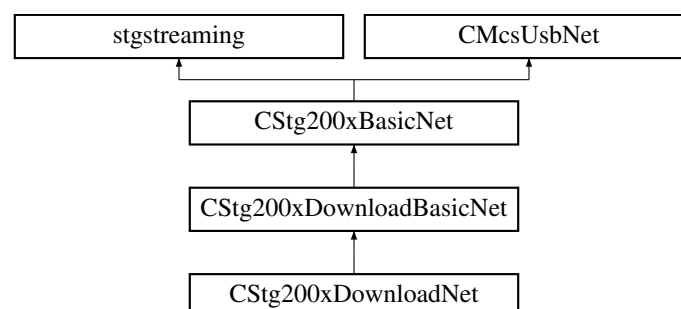 stgstreaming
CMcsUsbNet
CStg200xBasicNet
CStg200xDownloadBasicNet
CStg200xDownloadNet